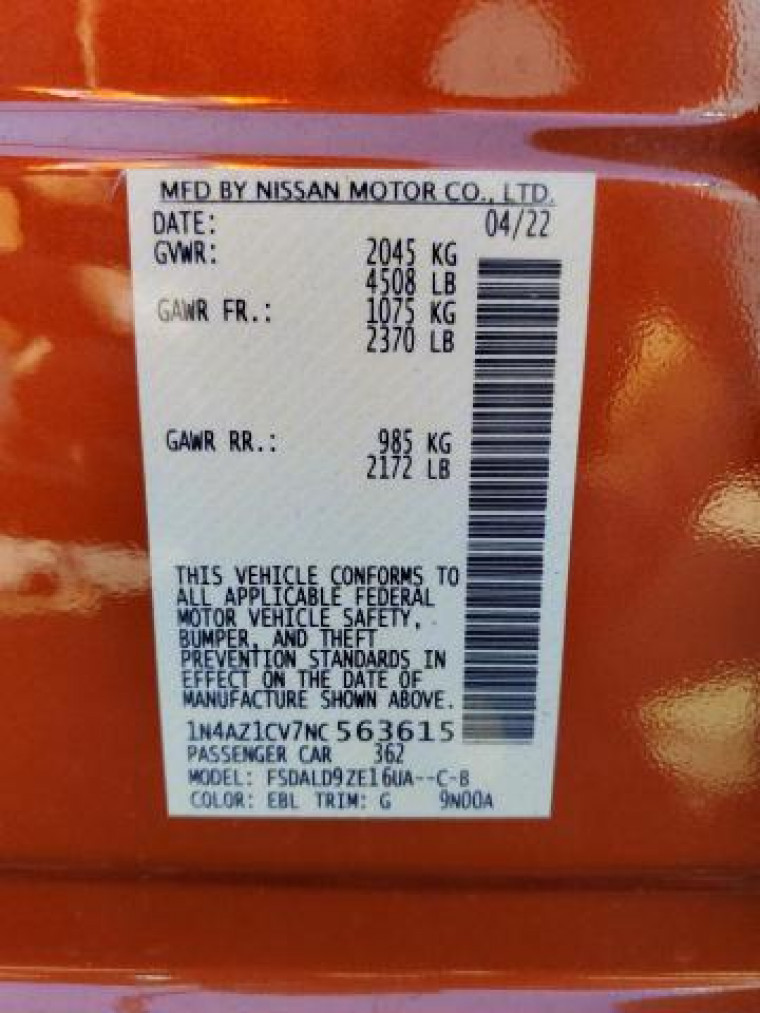 MFD BY NISSAN MOTOR CO., LTD.
DATE: 04/22
GVWR: 2045 KG
4508 LB
GAWR FR.: 1075 KG
2370 LB
GAWR RR.: 985 KG
2172 LB
THIS VEHICLE CONFORMS TO
ALL APPLICABLE FEDERAL
MOTOR VEHICLE SAFETY,
BUMPER, AND THEFT
PREVENTION STANDARDS IN
EFFECT ON THE DATE OF
MANUFACTURE SHOWN ABOVE.
1N4AZ1CV7NC563615
PASSENGER CAR 362
MODEL: FSDALD9ZE16UA--C-B
COLOR: EBL TRIM: G 9N00A